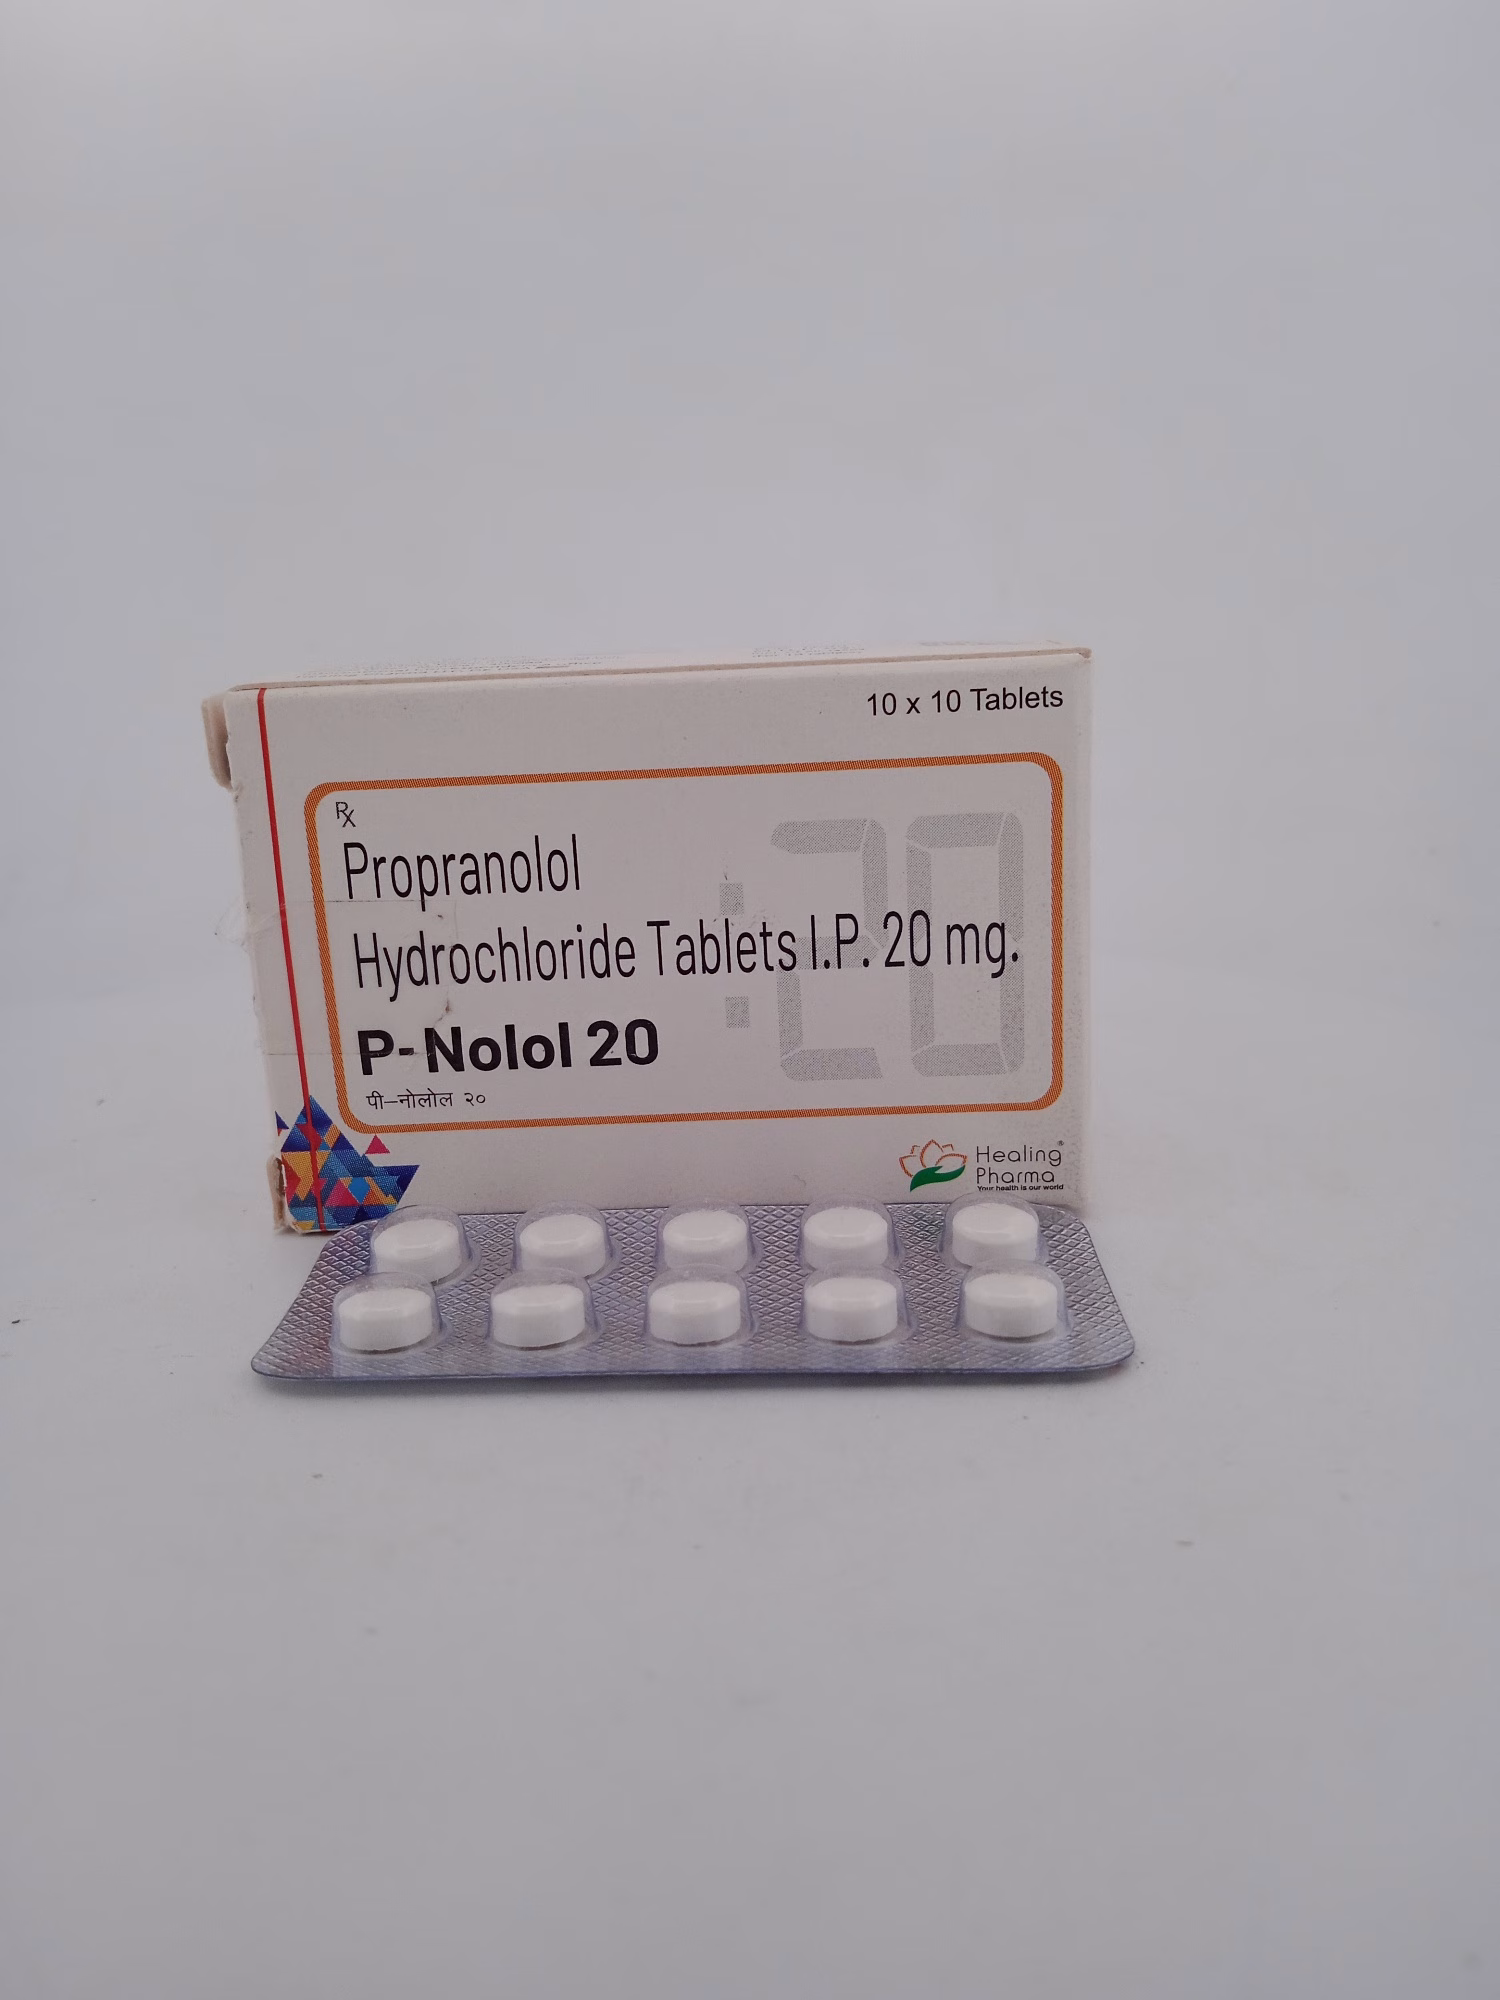 10 x 10 Tablets
Rx
Propranolol
Hydrochloride Tablets I.P. 20 mg.
:20
P-Nolol 20
पी–नोलोल २०
Healing®
Pharma
Your health is our world